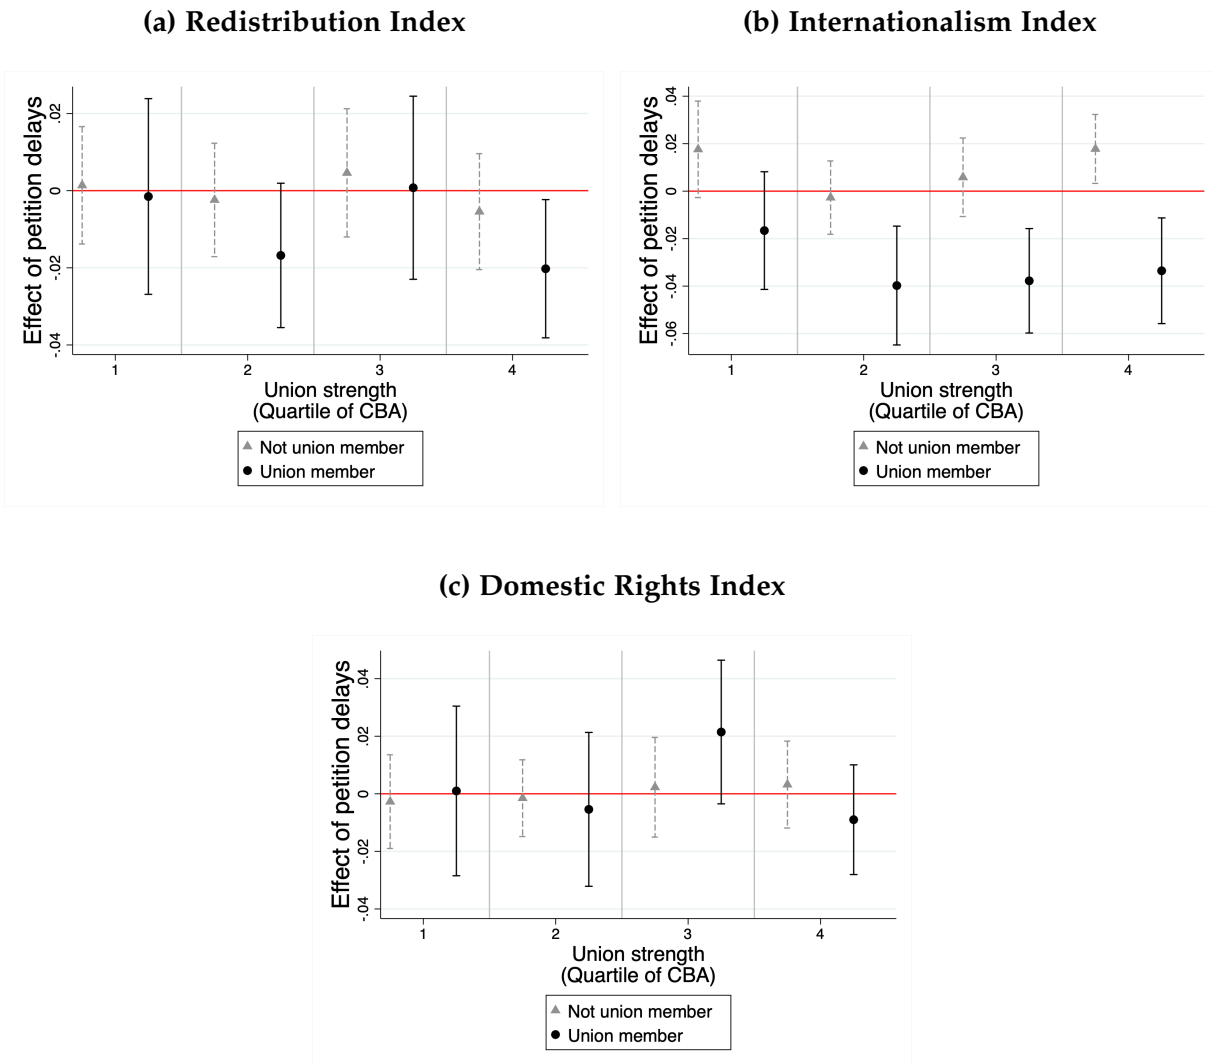 (a) Redistribution Index
Effect of petition delays
.02
0
-.02
-.04
1 2 3 4
Union strength
(Quartile of CBA)
Not union member
Union member
(b) Internationalism Index
Effect of petition delays
.04
.02
0
-.02
-.04
-.06
1 2 3 4
Union strength
(Quartile of CBA)
Not union member
Union member
(c) Domestic Rights Index
Effect of petition delays
.04
.02
0
-.02
-.04
1 2 3 4
Union strength
(Quartile of CBA)
Not union member
Union member